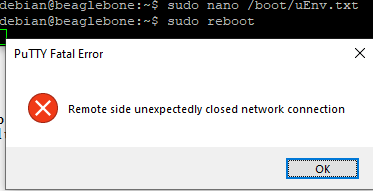 debian@beaglebone:~$ sudo nano /boot/uEnv.txt
debian@beaglebone:~$ sudo reboot
PuTTY Fatal Error
Remote side unexpectedly closed network connection
OK